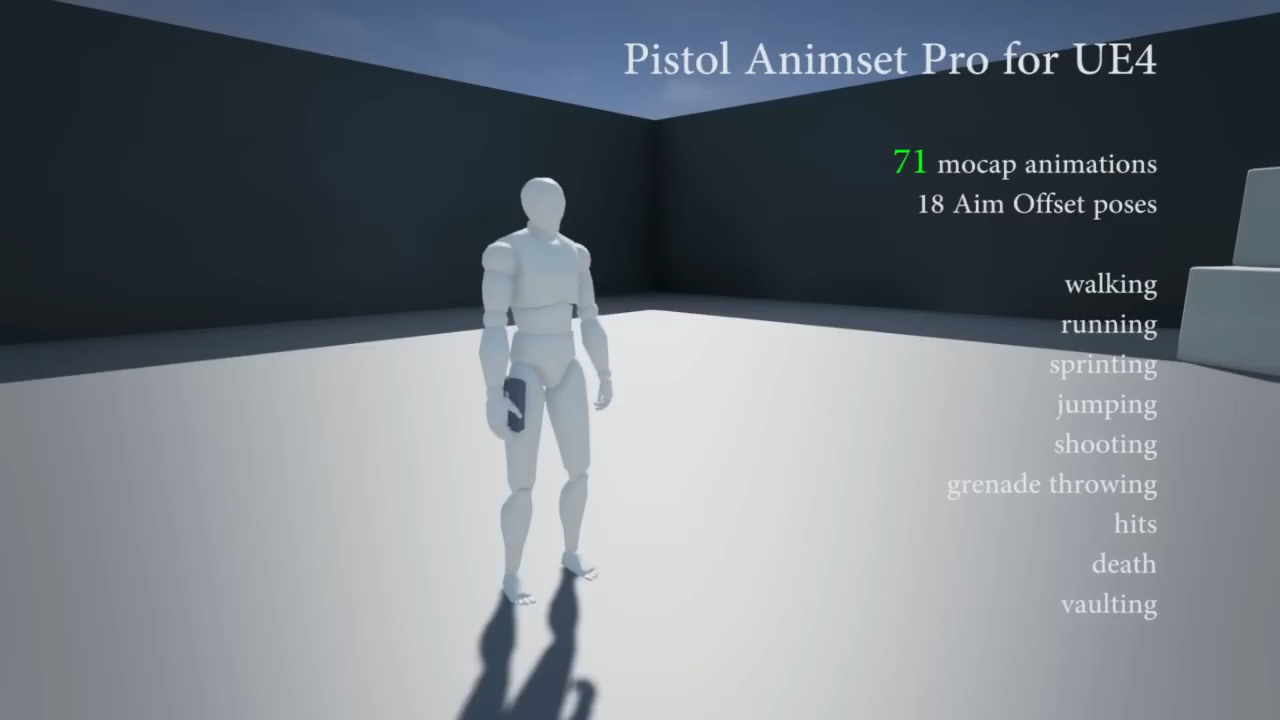 Pistol Animset Pro for UE4
71 mocap animations
18 Aim Offset poses
walking
running
sprinting
jumping
shooting
grenade throwing
hits
death
vaulting